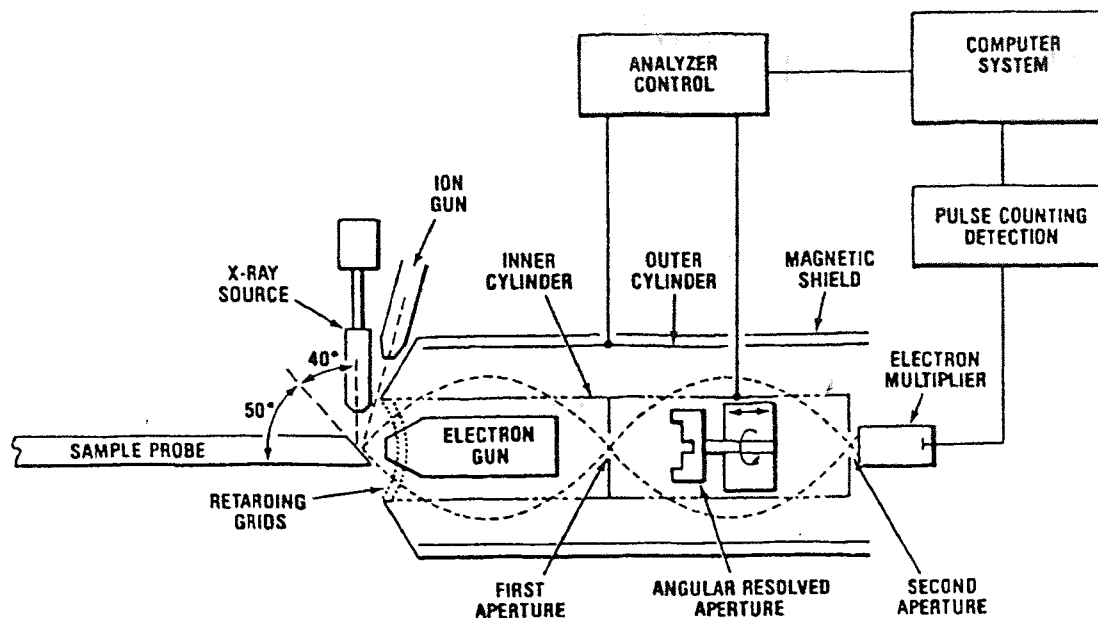 ANALYZER
CONTROL
COMPUTER
SYSTEM
PULSE COUNTING
DETECTION
ION
GUN
X-RAY
SOURCE
INNER
CYLINDER
OUTER
CYLINDER
MAGNETIC
SHIELD
ELECTRON
MULTIPLIER
40°
50°
SAMPLE PROBE
ELECTRON
GUN
RETARDING
GRIDS
FIRST
APERTURE
ANGULAR RESOLVED
APERTURE
SECOND
APERTURE